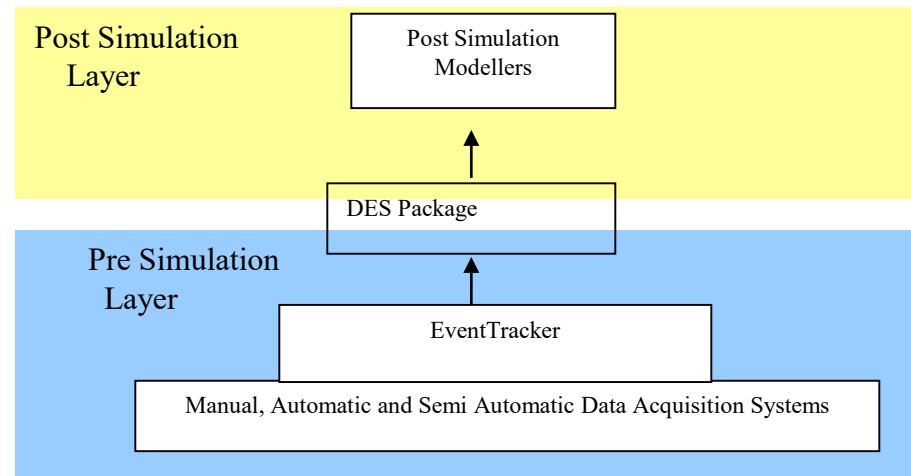 Post Simulation
Layer
Post Simulation
Modellers
DES Package
Pre Simulation
Layer
EventTracker
Manual, Automatic and Semi Automatic Data Acquisition Systems